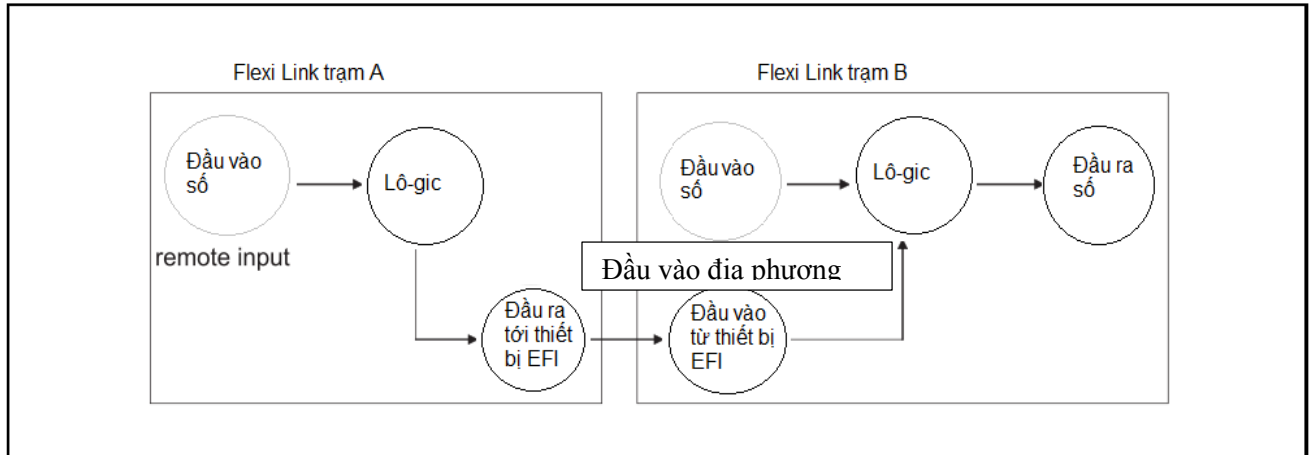 Flexi Link trạm A
Đầu vào
số
Lô-gic
remote input
Đầu ra
tới thiết
bị EFI
Flexi Link trạm B
Đầu vào
số
Lô-gic
Đầu ra
số
Đầu vào địa phương
Đầu vào
từ thiết bị
EFI